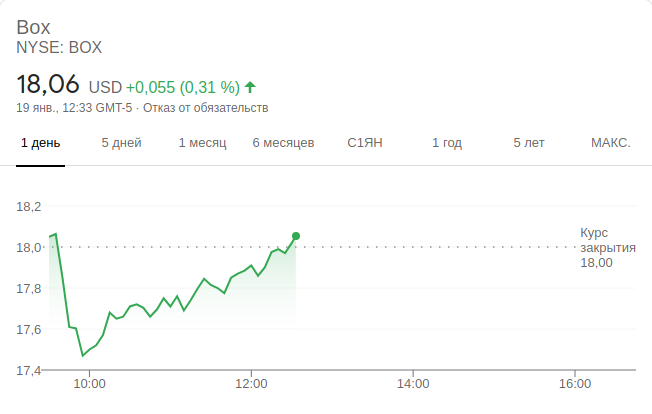 Box
NYSE: BOX
18,06 USD +0,055 (0,31 %)
19 янв., 12:33 GMT-5 · Отказ от обязательств
1 день 5 дней 1 месяц 6 месяцев С1ЯН 1 год 5 лет МАКС.
18,2
18,0
17,8
17,6
17,4
Курс
закрытия
18,00
10:00 12:00 14:00 16:00